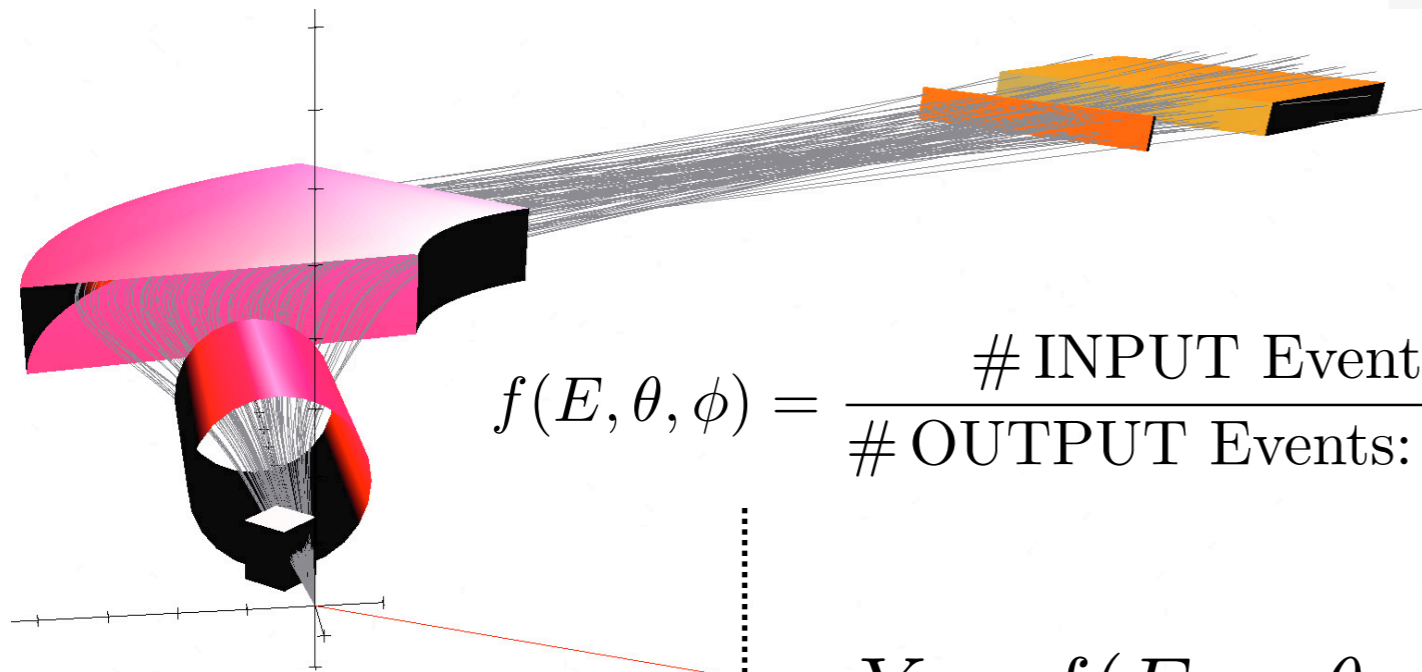 f(E, θ, ϕ) = # INPUT Event
# OUTPUT Events: